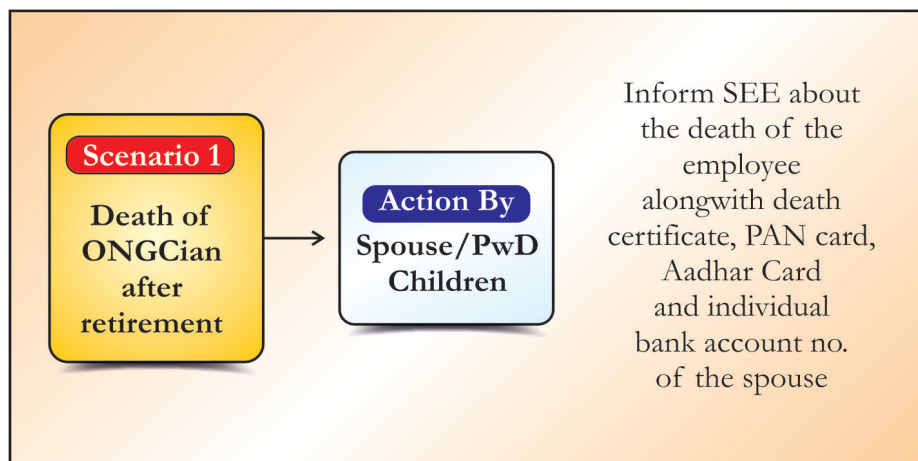 Scenario 1
Death of
ONGCian
after
retirement
Action By
Spouse/PwD
Children
Inform SEE about
the death of the
employee
alongwith death
certificate, PAN card,
Aadhar Card
and individual
bank account no.
of the spouse